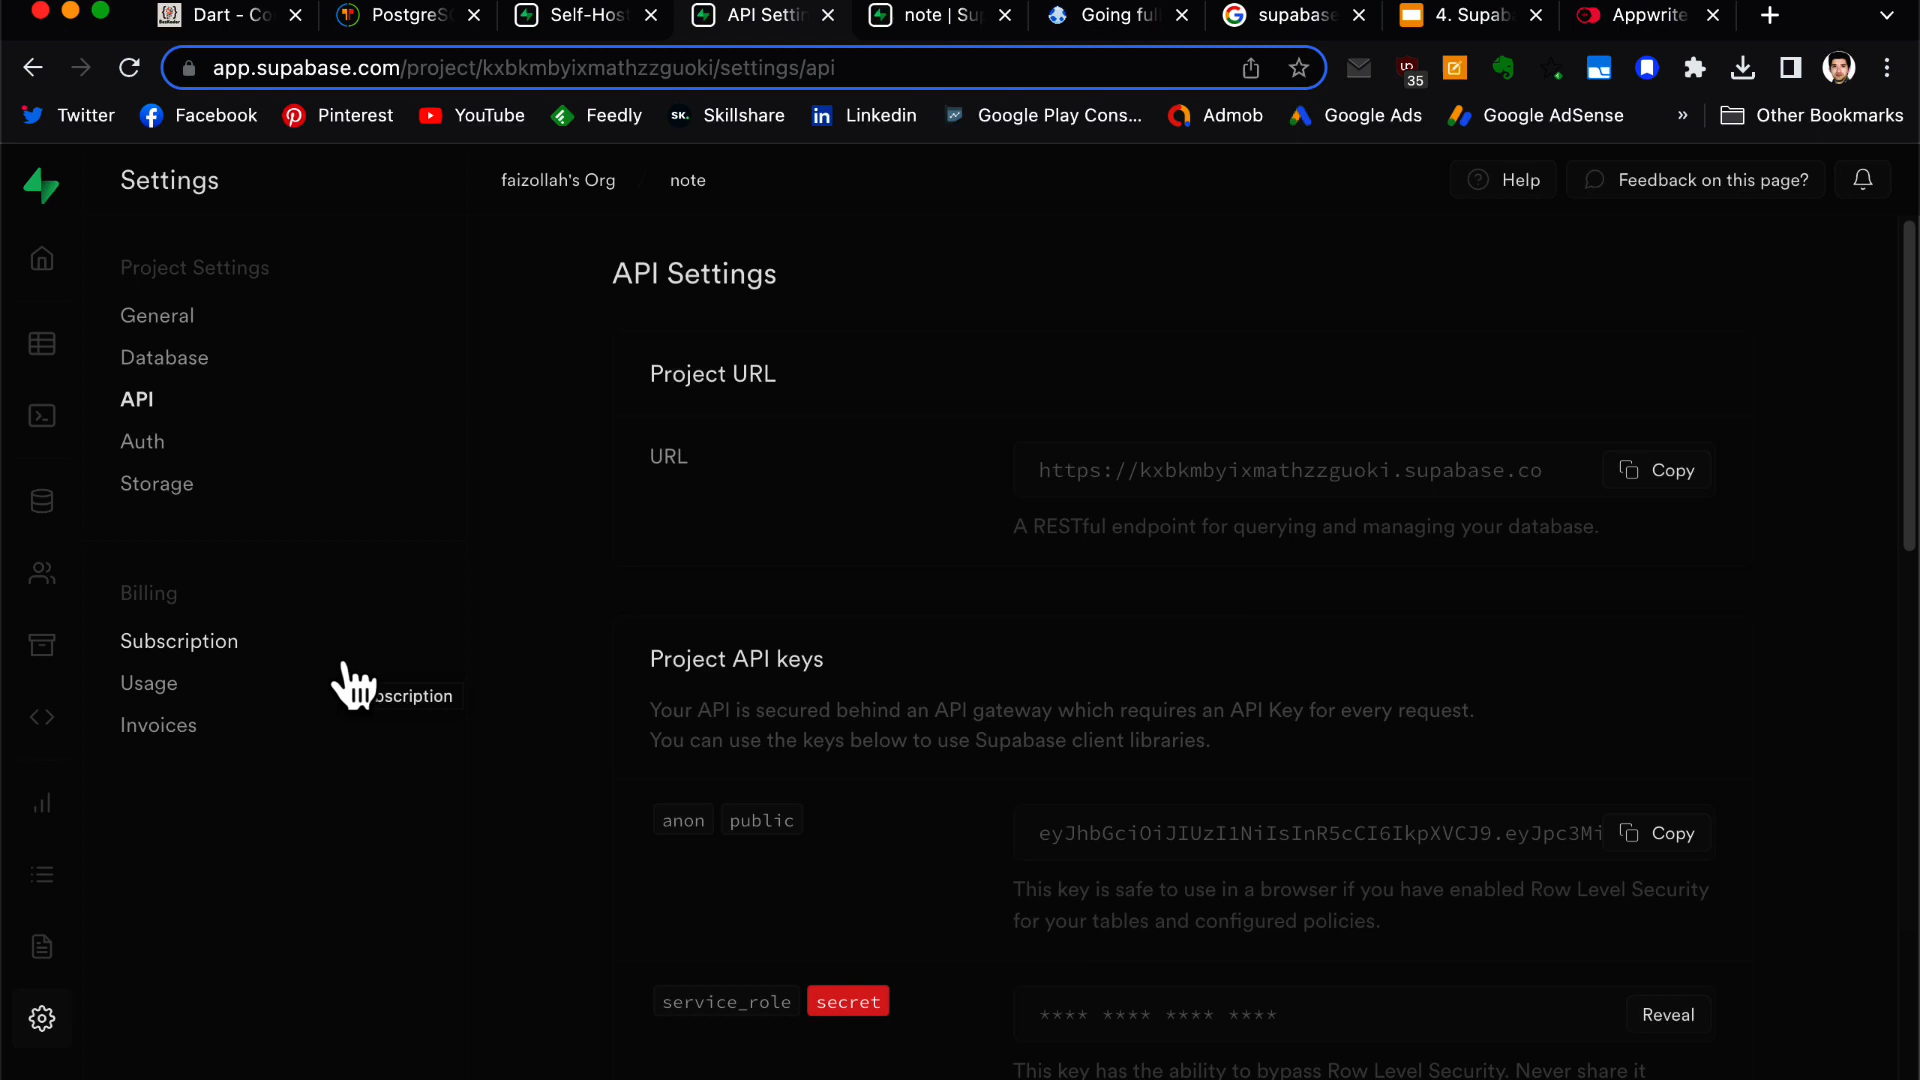 Dart - Co
PostgreS
Self-Host
API Settin
note | Su
Going ful
supabase
4. Supab
Appwrite
app.supabase.com/project/kxbkmbyixmathzzguoki/settings/api
35
Twitter
Facebook
Pinterest
YouTube
Feedly
SK.
Skillshare
Linkedin
Google Play Cons...
Admob
Google Ads
Google AdSense
»
Other Bookmarks
Settings
faizollah's Org
note
Help
Feedback on this page?
Project Settings
General
Database
API
Auth
Storage
Billing
Subscription
Usage
Invoices
bscription
API Settings
Project URL
URL
https://kxbkmbyixmathzzguoki.supabase.co
Copy
A RESTful endpoint for querying and managing your database.
Project API keys
Your API is secured behind an API gateway which requires an API Key for every request.
You can use the keys below to use Supabase client libraries.
anon
public
eyJhbGciOiJIUzI1NiIsInR5cCI6IkpXVCJ9.eyJpc3Mi
Copy
This key is safe to use in a browser if you have enabled Row Level Security
for your tables and configured policies.
service_role
secret
**** **** **** ****
Reveal
This key has the ability to bypass Row Level Security. Never share it